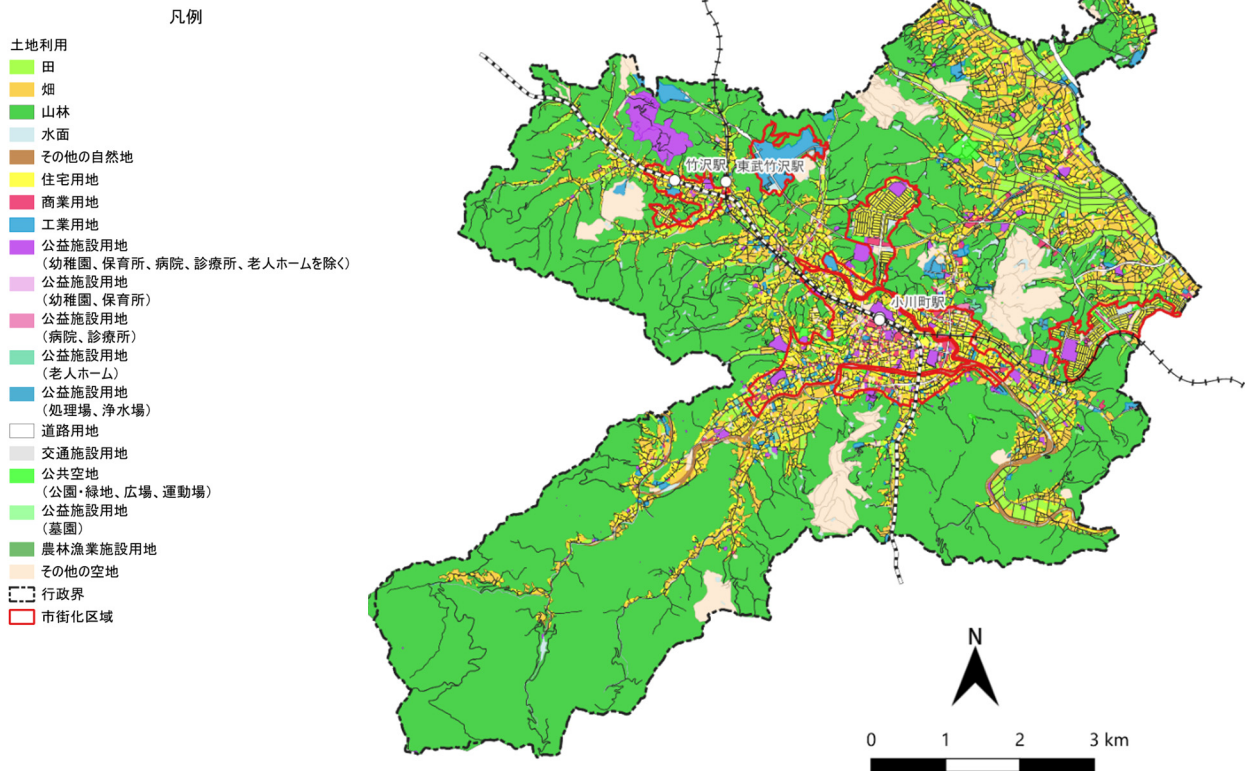 凡例
土地利用
田
畑
山林
水面
その他の自然地
住宅用地
商業用地
工業用地
公益施設用地
(幼稚園、保育所、病院、診療所、老人ホームを除く)
公益施設用地
(幼稚園、保育所)
公益施設用地
(病院、診療所)
公益施設用地
(老人ホーム)
公益施設用地
(処理場、浄水場)
道路用地
交通施設用地
公共空地
(公園・緑地、広場、運動場)
公益施設用地
(墓園)
農林漁業施設用地
その他の空地
行政界
市街化区域
竹沢駅 東武竹沢駅
小川町駅
N
0 1 2 3 km